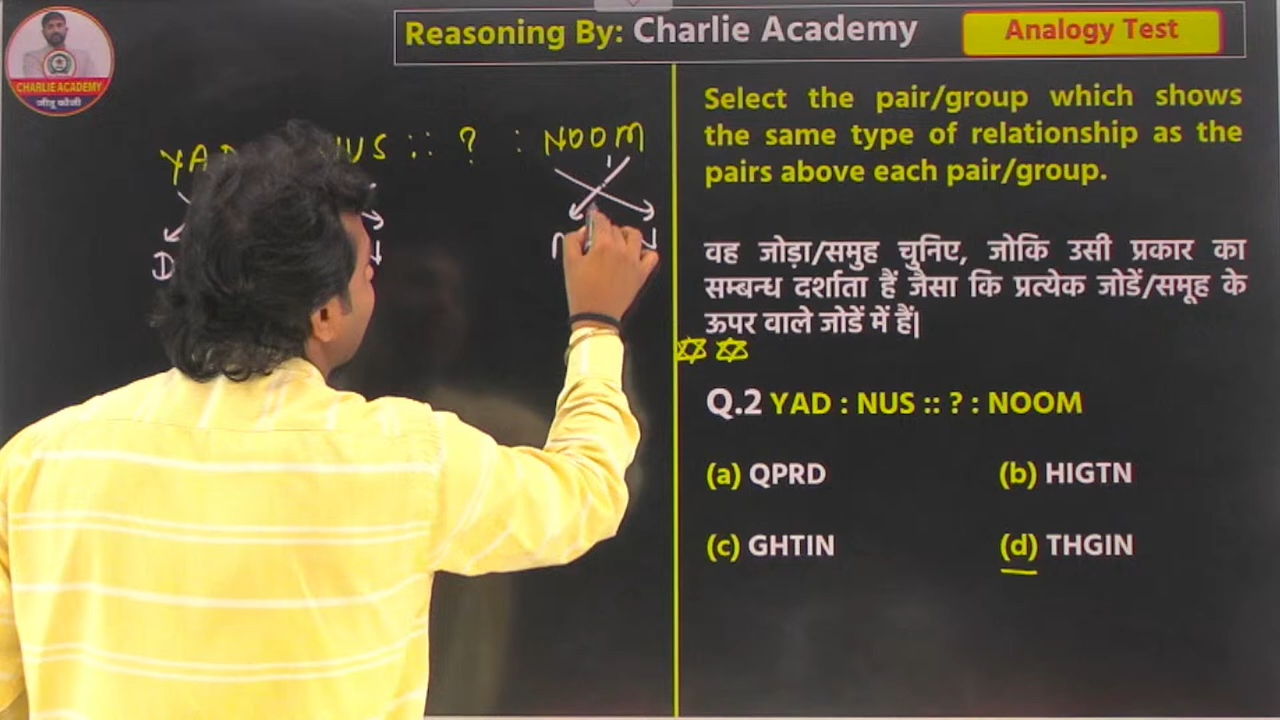 CHARLIE ACADEMY
जीतू फौजी
Reasoning By: Charlie Academy
Analogy Test
YAD NUS :: ? : NOOM
D
N
Select the pair/group which shows
the same type of relationship as the
pairs above each pair/group.
वह जोड़ा/समुह चुनिए, जोकि उसी प्रकार का
सम्बन्ध दर्शाता हैं जैसा कि प्रत्येक जोडें/समूह के
ऊपर वाले जोडें में हैं|
Q.2 YAD : NUS :: ? : NOOM
(a) QPRD (b) HIGTN
(c) GHTIN (d) THGIN